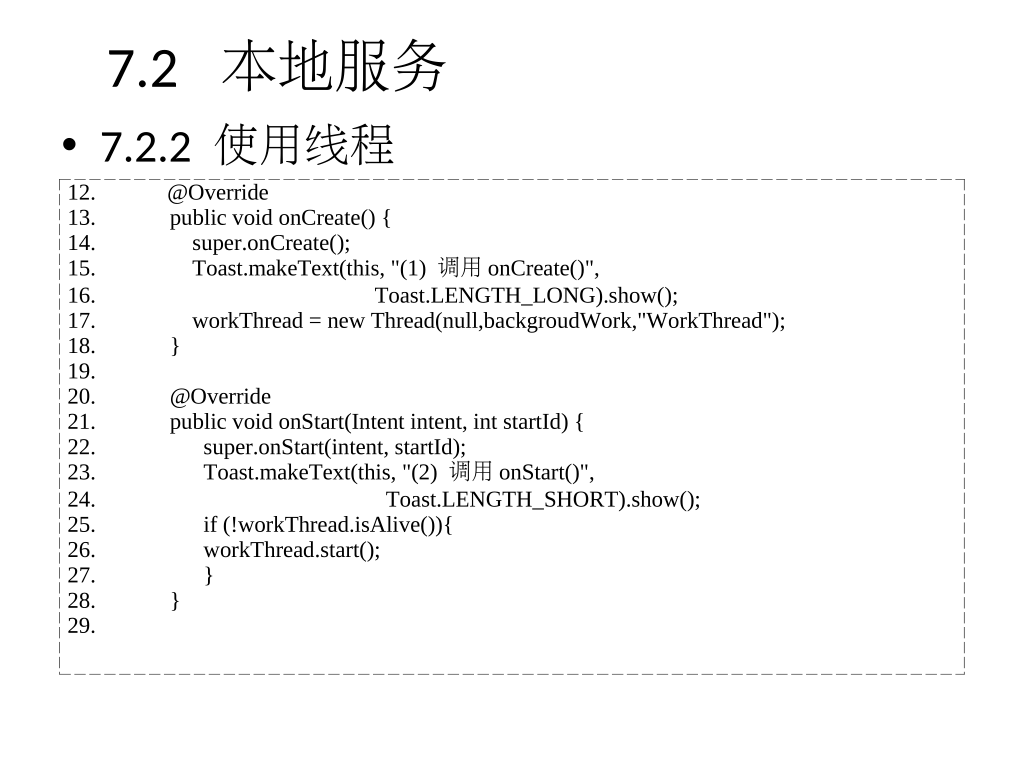 7.2 本地服务
• 7.2.2 使用线程
12. @Override
13. public void onCreate() {
14. super.onCreate();
15. Toast.makeText(this, "(1) 调用 onCreate()",
16. Toast.LENGTH_LONG).show();
17. workThread = new Thread(null,backgroudWork,"WorkThread");
18. }
19.
20. @Override
21. public void onStart(Intent intent, int startId) {
22. super.onStart(intent, startId);
23. Toast.makeText(this, "(2) 调用 onStart()",
24. Toast.LENGTH_SHORT).show();
25. if (!workThread.isAlive()){
26. workThread.start();
27. }
28. }
29.